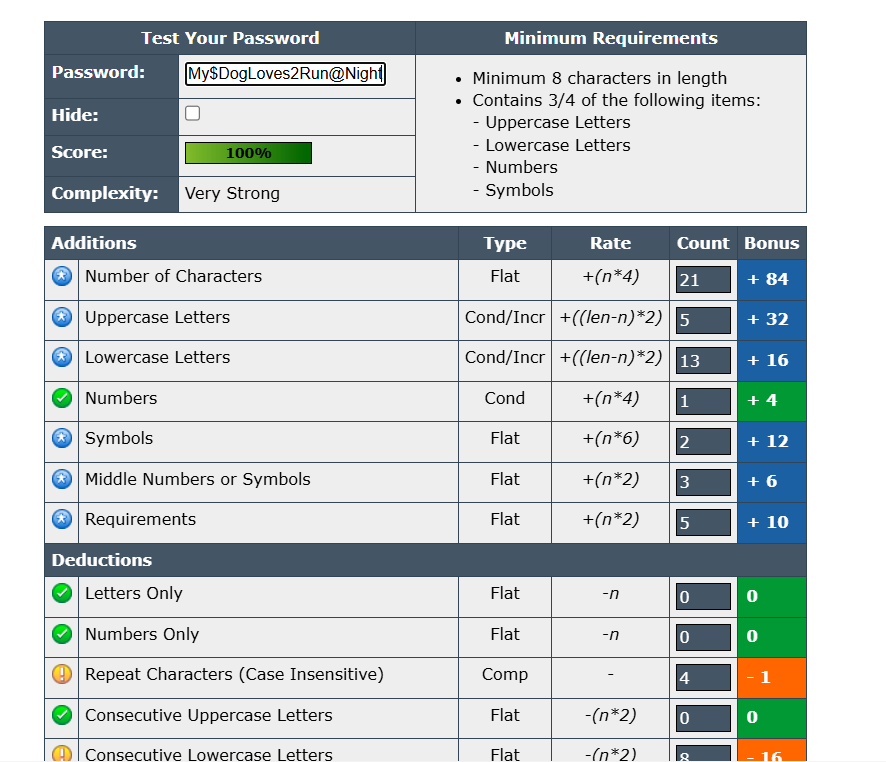 Test Your Password
Minimum Requirements
Password:
My$DogLoves2Run@Night
Hide:
Score:
100%
Complexity:
Very Strong
• Minimum 8 characters in length
• Contains 3/4 of the following items:
- Uppercase Letters
- Lowercase Letters
- Numbers
- Symbols
Additions Type Rate Count Bonus
Number of Characters Flat +(n*4) 21 + 84
Uppercase Letters Cond/Incr +((len-n)*2) 5 + 32
Lowercase Letters Cond/Incr +((len-n)*2) 13 + 16
Numbers Cond +(n*4) 1 + 4
Symbols Flat +(n*6) 2 + 12
Middle Numbers or Symbols Flat +(n*2) 3 + 6
Requirements Flat +(n*2) 5 + 10
Deductions
Letters Only Flat -n 0 0
Numbers Only Flat -n 0 0
Repeat Characters (Case Insensitive) Comp - 4 - 1
Consecutive Uppercase Letters Flat -(n*2) 0 0
Consecutive Lowercase Letters Flat -(n*2) 8 - 16